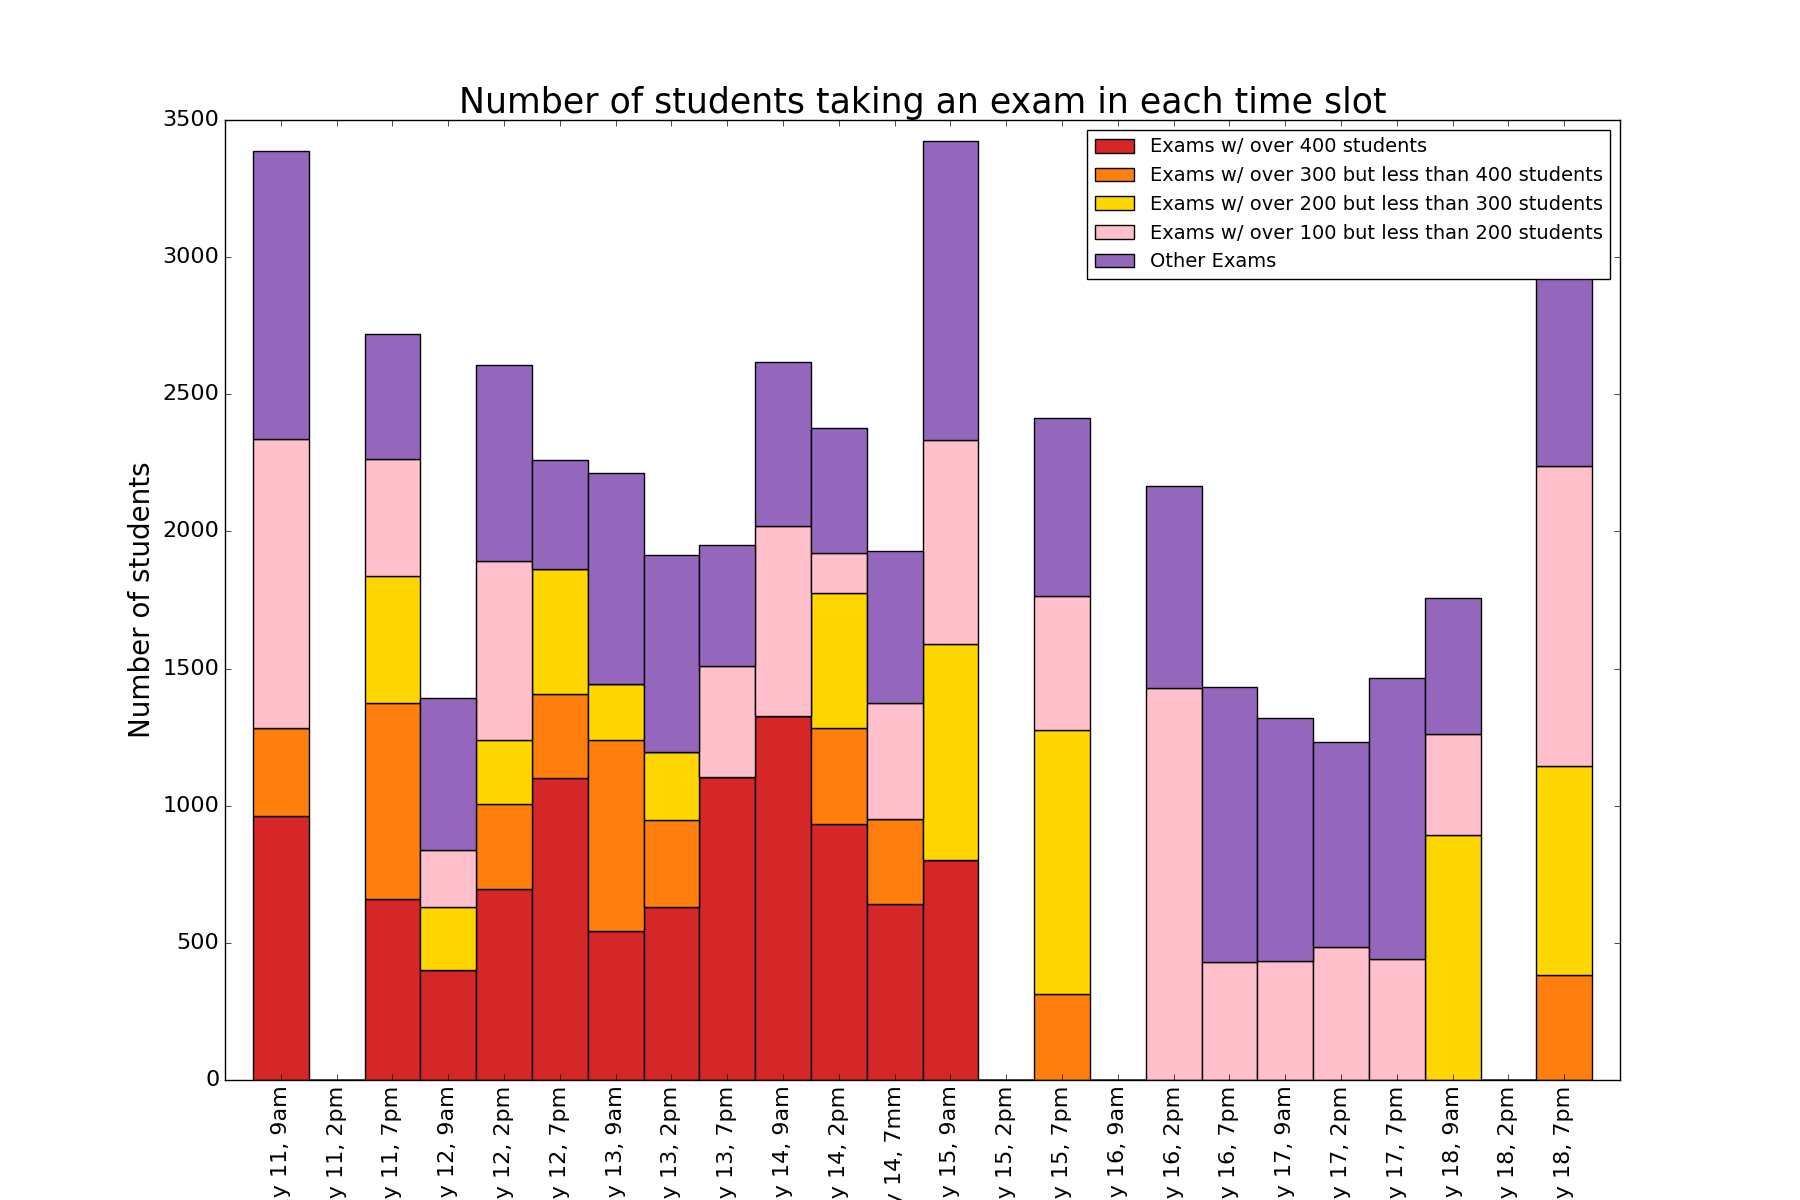 Number of students taking an exam in each time slot
Exams w/ over 400 students
Exams w/ over 300 but less than 400 students
Exams w/ over 200 but less than 300 students
Exams w/ over 100 but less than 200 students
Other Exams
Number of students
3500
3000
2500
2000
1500
1000
500
0
y 11, 9am
y 11, 2pm
y 11, 7pm
y 12, 9am
y 12, 2pm
y 12, 7pm
y 13, 9am
y 13, 2pm
y 13, 7pm
y 14, 9am
y 14, 2pm
y 14, 7mm
y 15, 9am
y 15, 2pm
y 15, 7pm
y 16, 9am
y 16, 2pm
y 16, 7pm
y 17, 9am
y 17, 2pm
y 17, 7pm
y 18, 9am
y 18, 2pm
y 18, 7pm